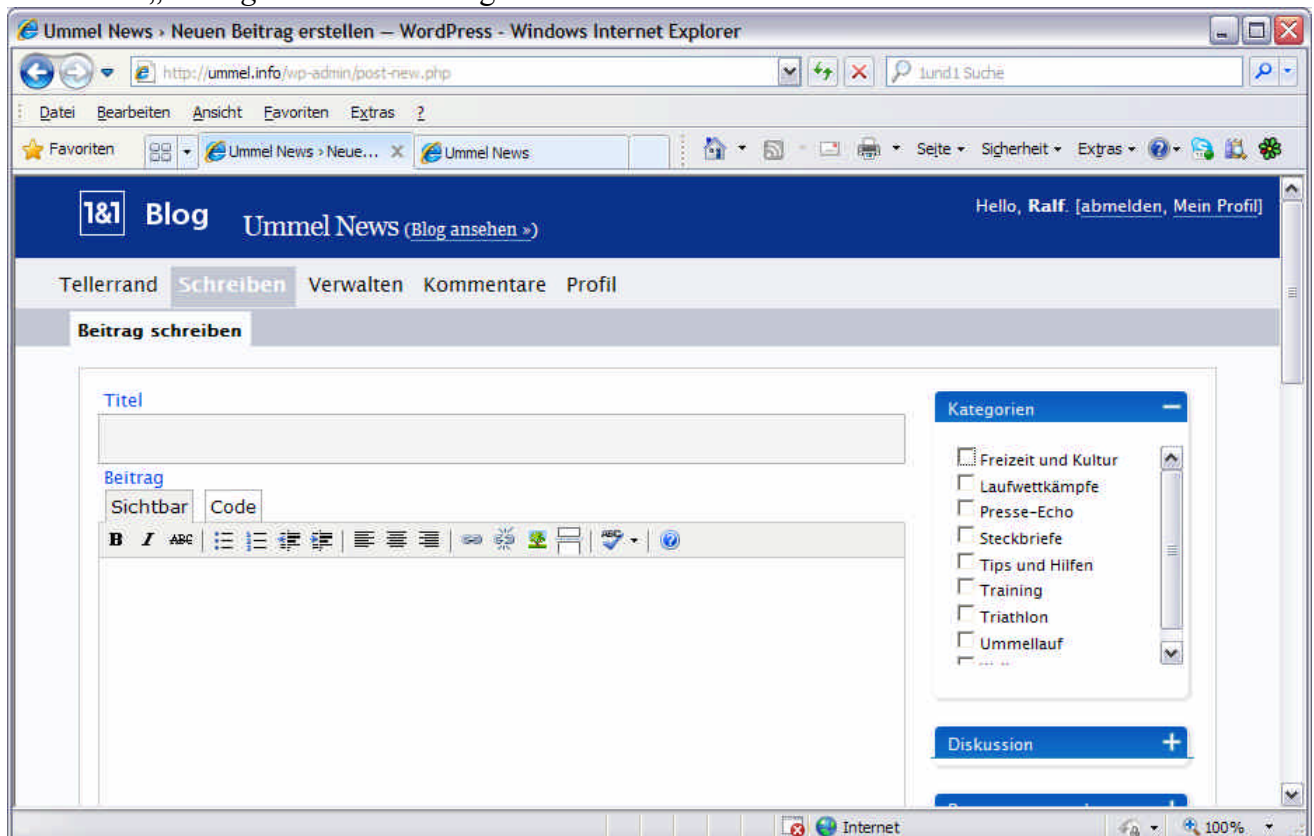 Ummel News › Neuen Beitrag erstellen — WordPress - Windows Internet Explorer
http://ummel.info/wp-admin/post-new.php
1und1 Suche
Datei Bearbeiten Ansicht Favoriten Extras ?
Favoriten Ummel News › Neue... Ummel News Seite Sicherheit Extras
1&1 Blog Ummel News (Blog ansehen »)
Hello, Ralf. [abmelden, Mein Profil]
Tellerrand Schreiben Verwalten Kommentare Profil
Beitrag schreiben
Titel
Beitrag
Sichtbar Code
B I ABC ABC
Kategorien
Freizeit und Kultur
Laufwettkämpfe
Presse-Echo
Steckbriefe
Tips und Hilfen
Training
Triathlon
Ummellauf
Diskussion
Internet 100%